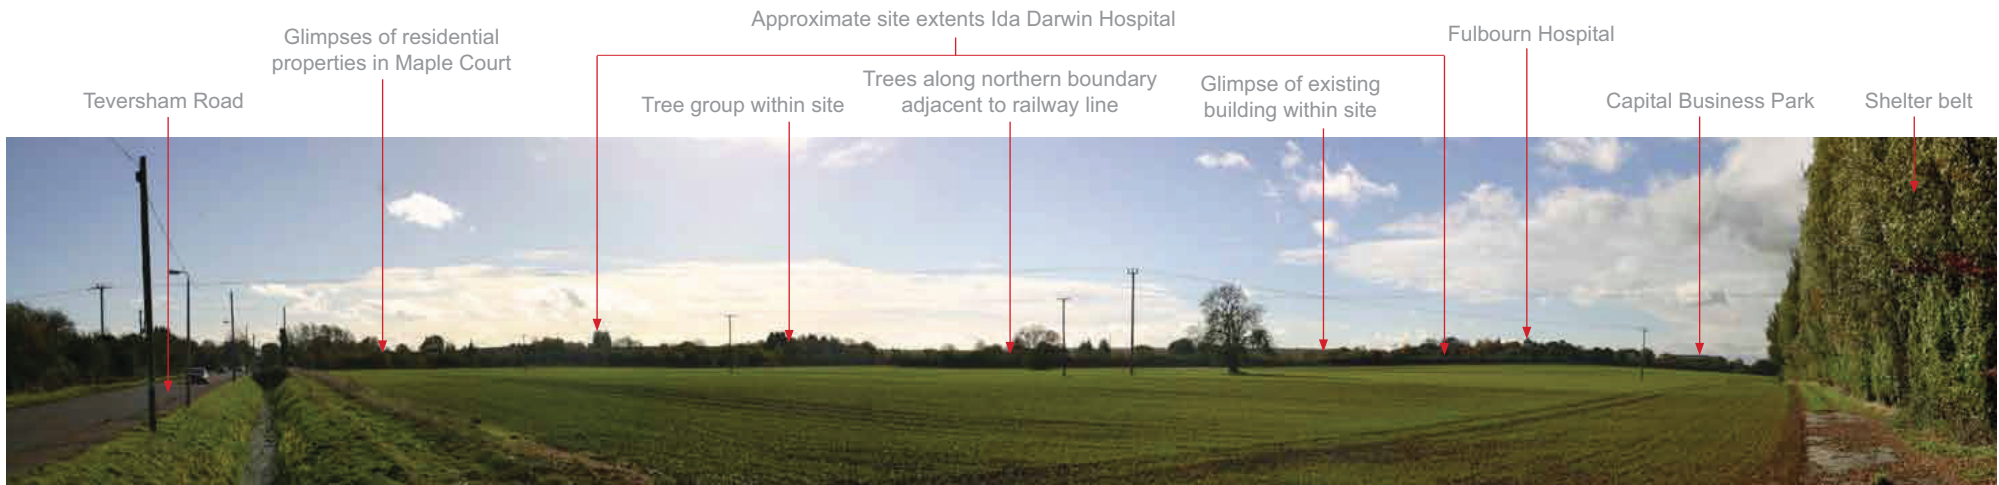 Approximate site extents Ida Darwin Hospital
Glimpses of residential
properties in Maple Court
Fulbourn Hospital
Teversham Road
Tree group within site
Trees along northern boundary
adjacent to railway line
Glimpse of existing
building within site
Capital Business Park
Shelter belt